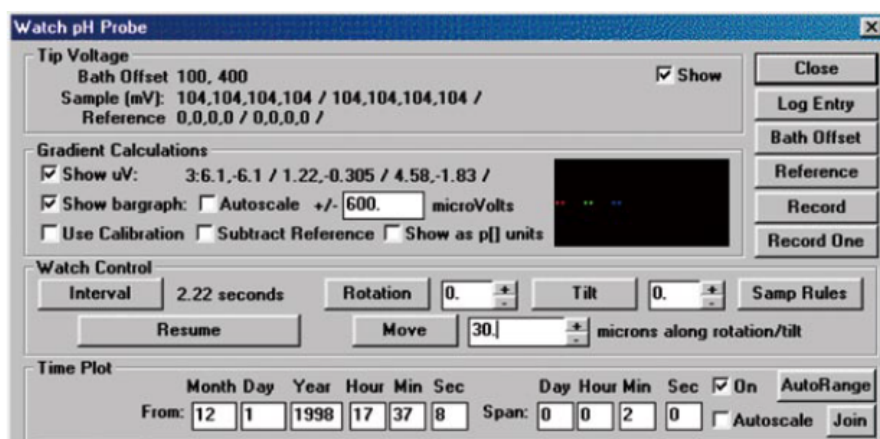 Watch pH Probe
Tip Voltage
Bath Offset 100, 400
Show
Close
Sample (mV): 104,104,104,104 / 104,104,104,104 /
Log Entry
Reference 0,0,0,0 / 0,0,0,0 /
Bath Offset
Gradient Calculations
Show uV: 3:6.1,-6.1 / 1.22,-0.305 / 4.58,-1.83 /
Reference
Show bargraph: Autoscale +/- 600. microVolts
Record
Use Calibration Subtract Reference Show as p[] units
Record One
Watch Control
Interval 2.22 seconds Rotation 0. + - Tilt 0. + - Samp Rules
Resume Move 30. + - microns along rotation/tilt
Time Plot
Month Day Year Hour Min Sec Day Hour Min Sec On AutoRange
From: 12 1 1998 17 37 8 Span: 0 0 2 0 Autoscale Join